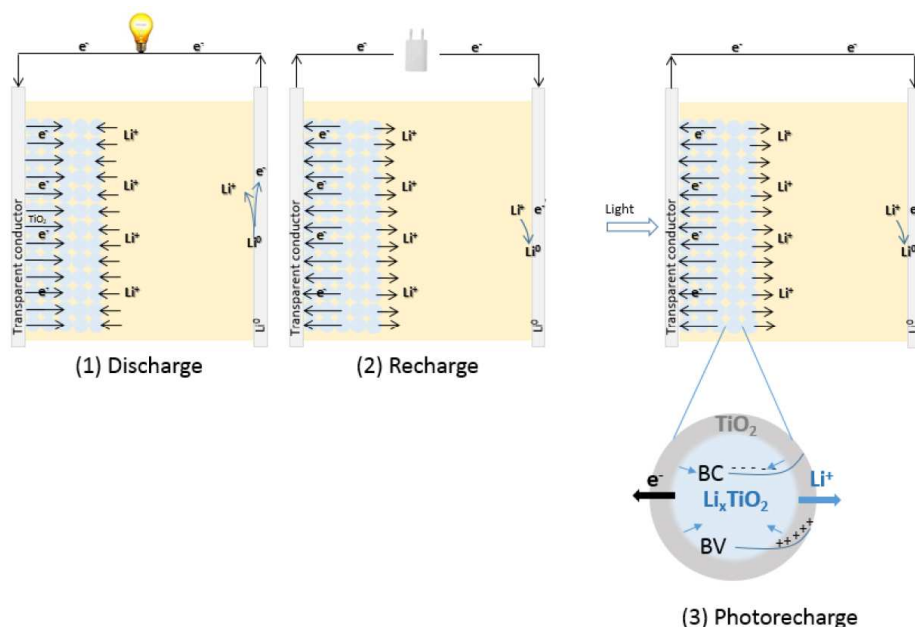 e-
e-
e-
e-
e-
e-
Transparent conductor
e-
e-
TiO₂
e-
e-
Li⁺
Li⁺
Li⁺
Li⁺
Li⁺
e-
Li⁰
Li⁰
Transparent conductor
e-
e-
e-
e-
Li⁺
Li⁺
Li⁺
Li⁺
Li⁺
e-
Li⁰
Li⁰
Light
Transparent conductor
e-
e-
e-
e-
Li⁺
Li⁺
Li⁺
Li⁺
Li⁺
e-
Li⁰
Li⁰
(1) Discharge
(2) Recharge
TiO₂
BC - - - - -
e-
Li⁺
LiₓTiO₂
BV
+++++
(3) Photorecharge